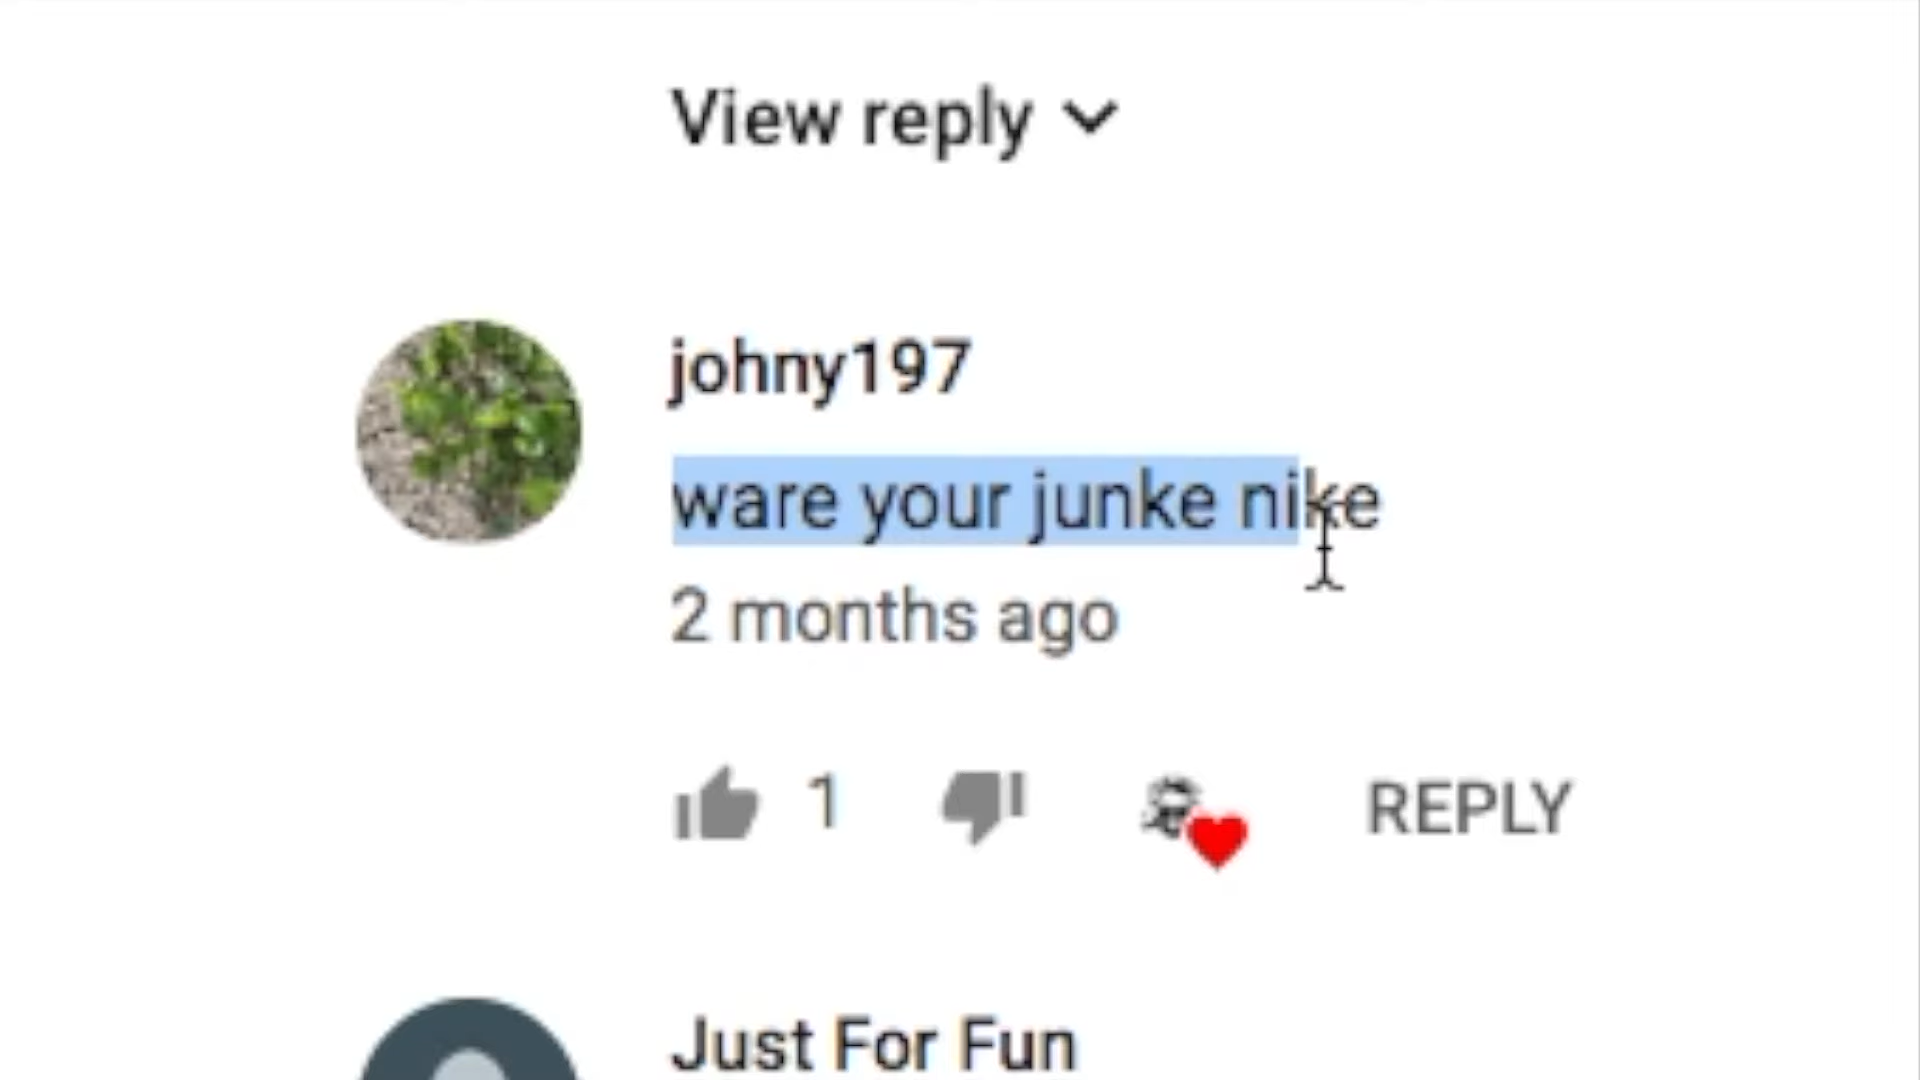 View reply
johny197
ware your junke nike
2 months ago
1
REPLY
Just For Fun